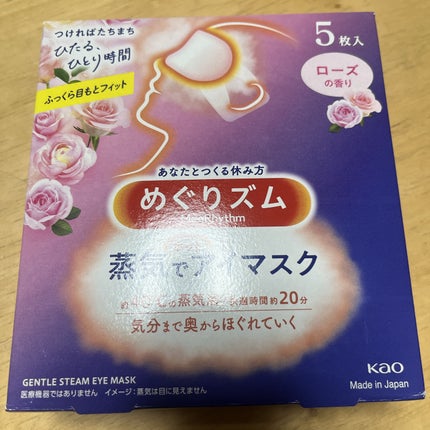 つければたちまち
ひたる、
ひとり時間
ふっくら目もとフィット
5枚入
ローズ
の香り
あなたとつくる休み方
めぐりズム
MegRhythm
蒸気でアイマスク
約40℃の蒸気浴 快適時間約20分
気分まで奥からほぐれていく
GENTLE STEAM EYE MASK
医療機器ではありません イメージ:蒸気は目に見えません
Kao
Made in Japan